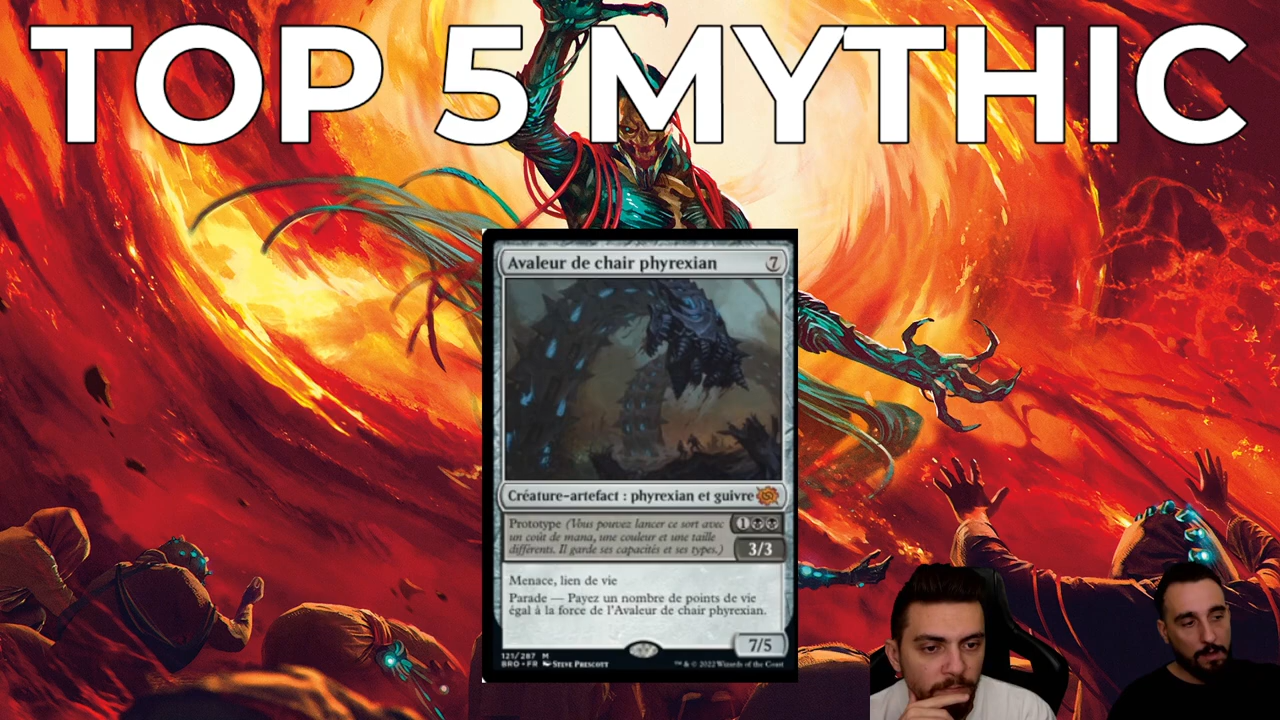 TOP 5 MYTHIC
Avaleur de chair phyrexian 7
Créature-artefact : phyrexian et guivre
Prototype (Vous pouvez lancer ce sort avec 1
un coût de mana, une couleur et une taille
différents. Il garde ses capacités et ses types.) 3/3
Menace, lien de vie
Parade — Payez un nombre de points de vie
égal à la force de l'Avaleur de chair phyrexian.
7/5
121/287 M
BRO • FR Steve Prescott ™ & © 2022 Wizards of the Coast